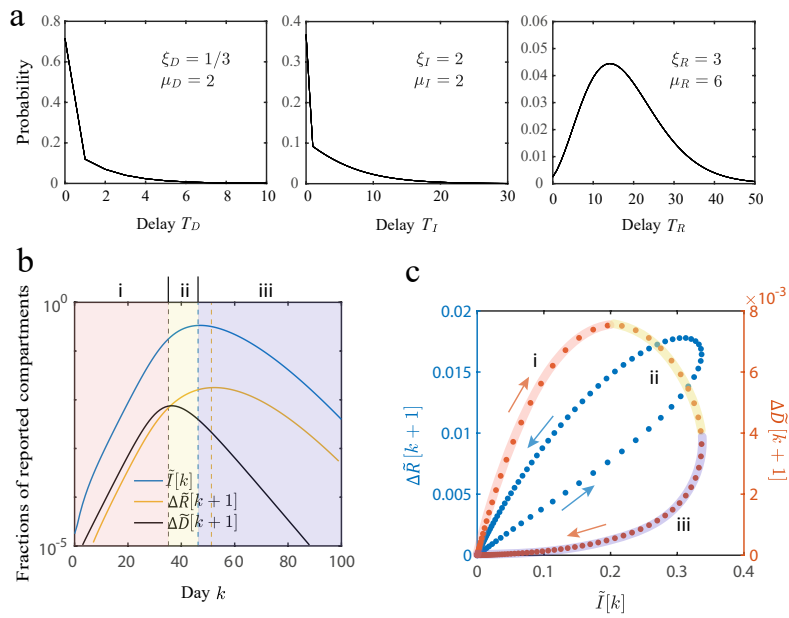 a
0.8
0.6
0.4
0.2
0
0 2 4 6 8 10
Probability
Delay T_D
ξ_D = 1/3
μ_D = 2
0.4
0.3
0.2
0.1
0
0 10 20 30
Delay T_I
ξ_I = 2
μ_I = 2
0.06
0.05
0.04
0.03
0.02
0.01
0
0 10 20 30 40 50
Delay T_R
ξ_R = 3
μ_R = 6
b
i ii iii
10^0
10^-5
Fractions of reported compartments
Ĩ[k]
ΔR̃[k + 1]
ΔD̃[k + 1]
0 20 40 60 80 100
Day k
c
×10^-3
0.02
0.015
0.01
0.005
0
ΔR̃[k + 1]
i
ii
iii
8
6
4
2
0
ΔD̃[k + 1]
0 0.1 0.2 0.3 0.4
Ĩ[k]